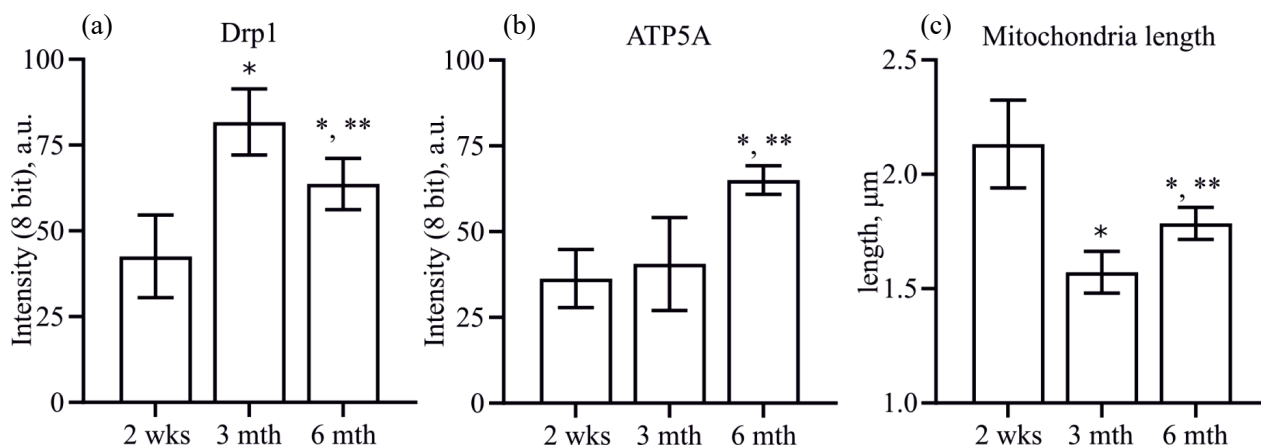 (a)
Drp1
Intensity (8 bit), a.u.
100
75
50
25
0
*
*, **
2 wks 3 mth 6 mth
(b)
ATP5A
Intensity (8 bit), a.u.
100
75
50
25
0
*, **
2 wks 3 mth 6 mth
(c)
Mitochondria length
length, μm
2.5
2.0
1.5
1.0
*
*, **
2 wks 3 mth 6 mth